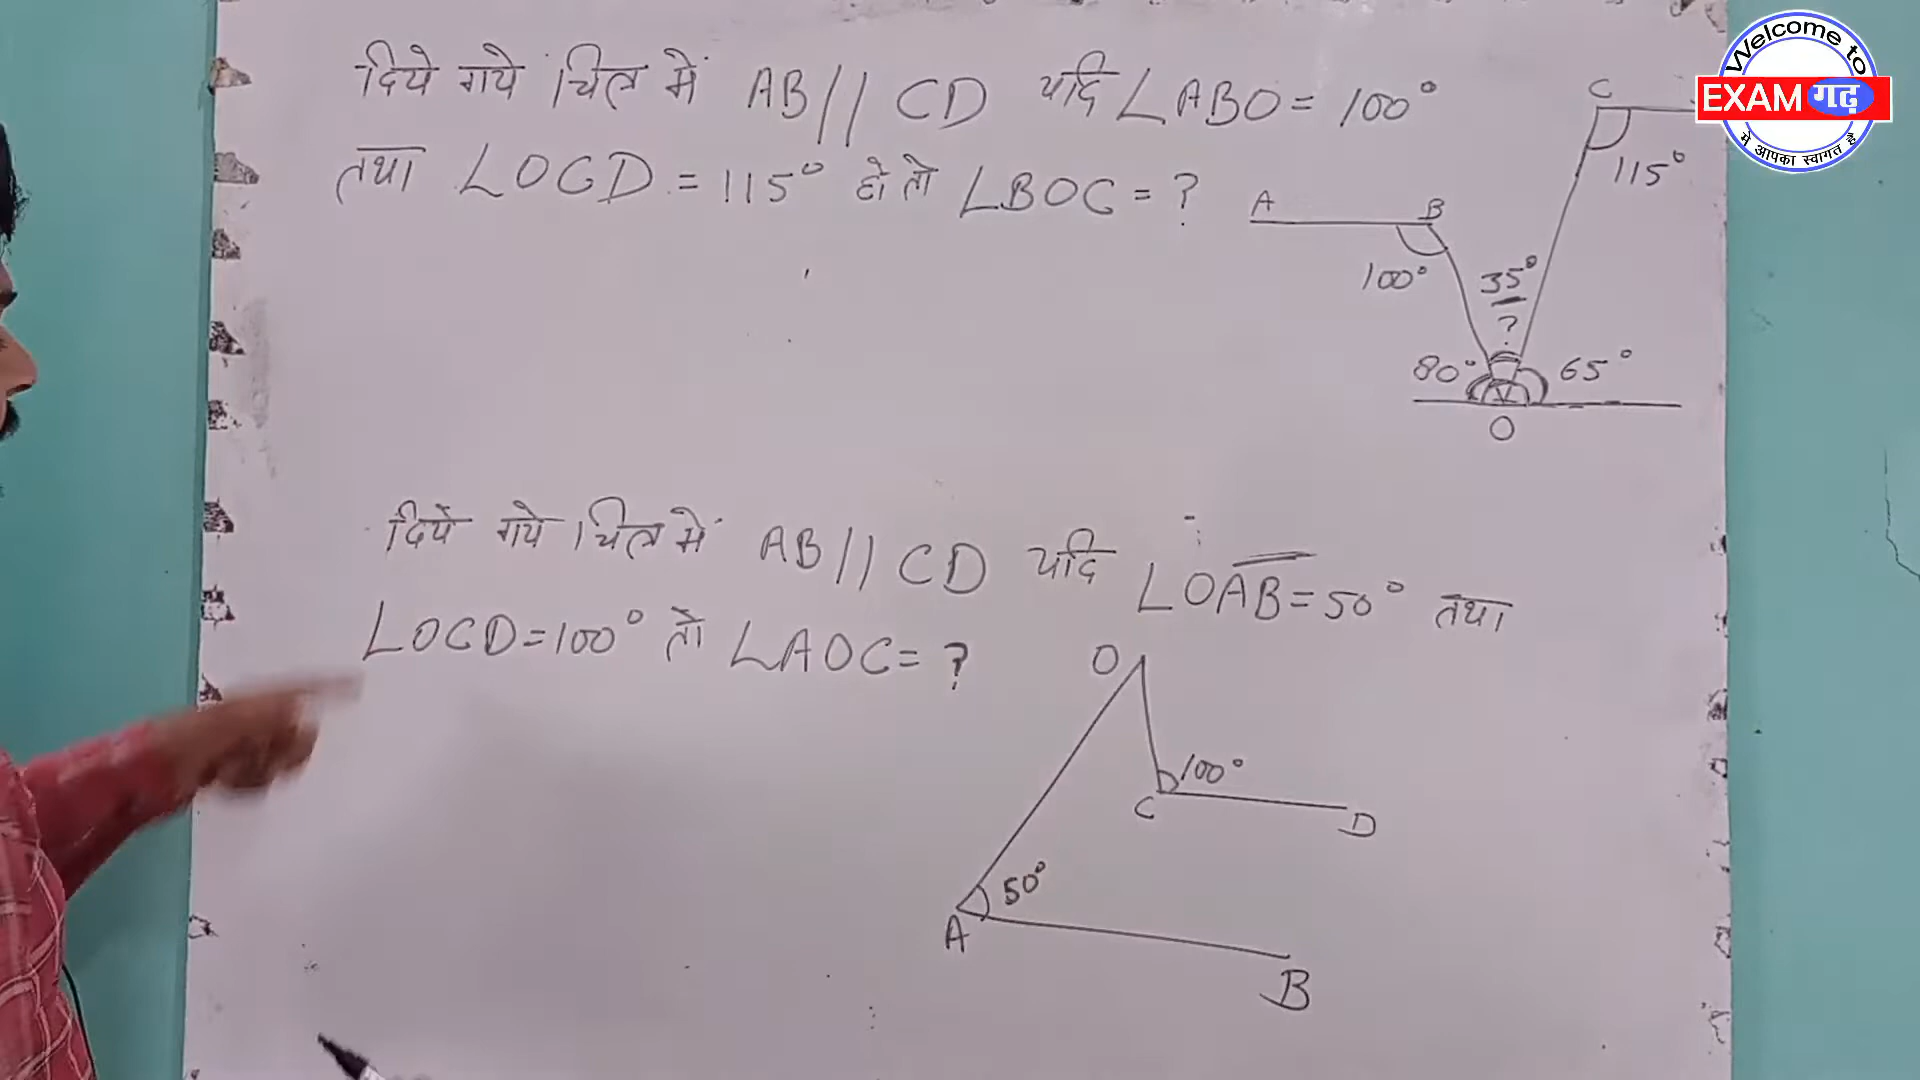 दिये गये चित्र में AB // CD यदि ∠ABO = 100°
तथा ∠OCD = 115° हो तो ∠BOC = ?
A
B
C
100°
35°
?
115°
80°
65°
O
दिये गये चित्र में AB // CD यदि ∠OAB = 50° तथा
∠OCD = 100° तो ∠AOC = ?
O
100°
C
D
50°
A
B
Welcome to
EXAM गढ़
में आपका स्वागत है